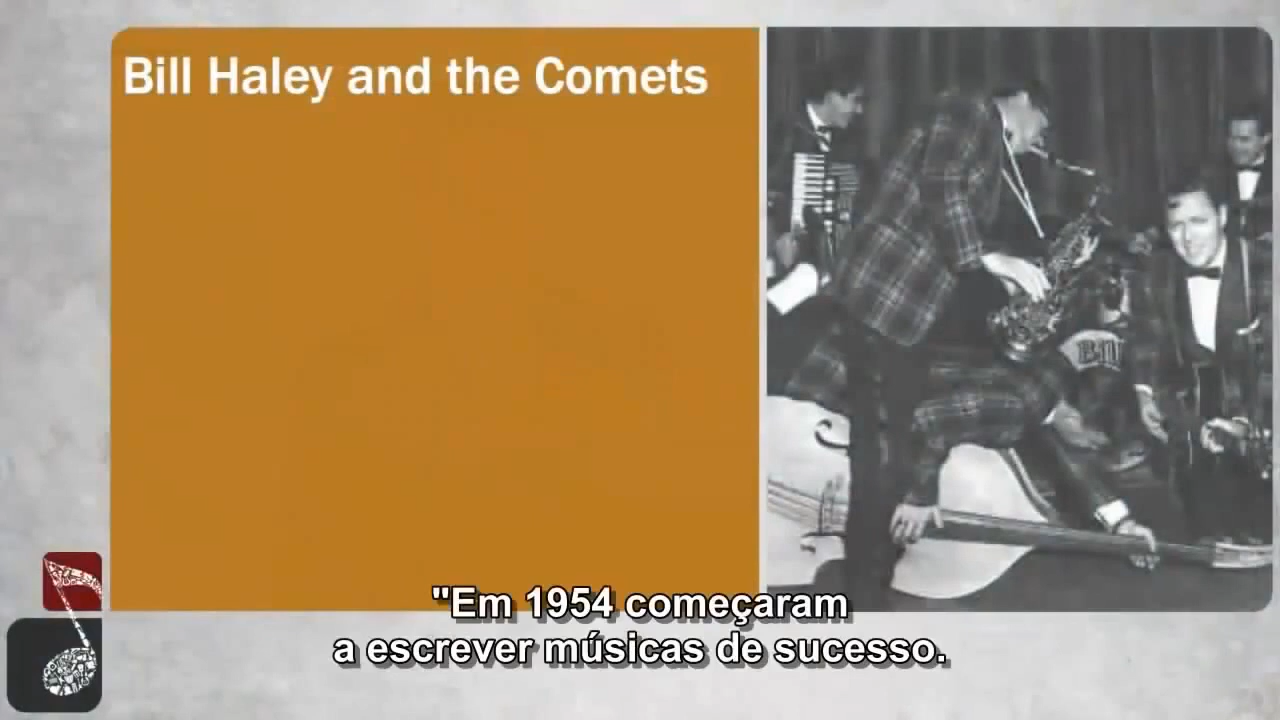 Bill Haley and the Comets
"Em 1954 começaram
a escrever músicas de sucesso.